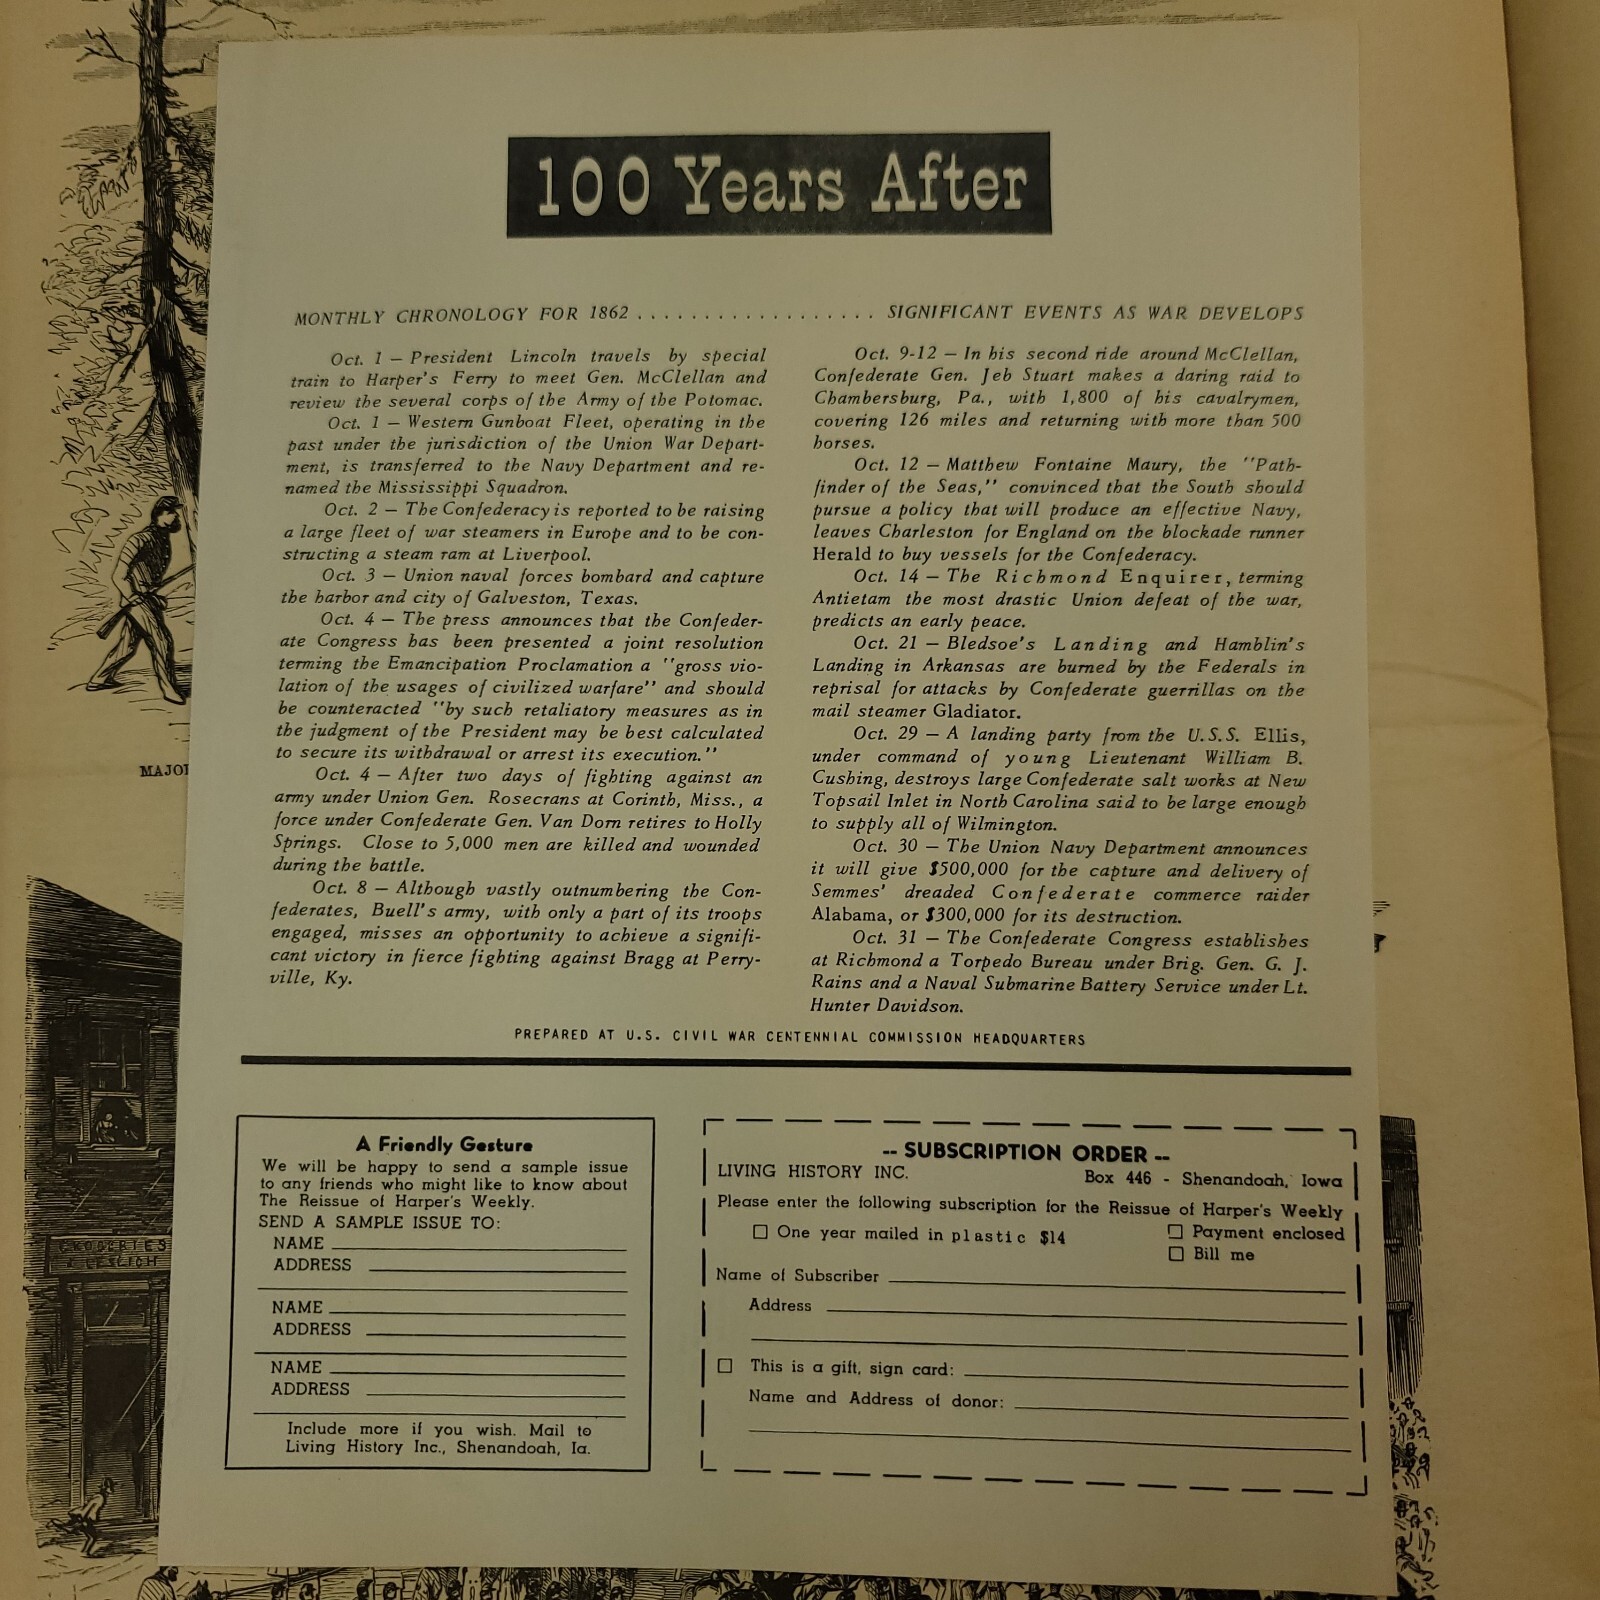 100 Years After
MONTHLY CHRONOLOGY FOR 1862 . . . . . . . . . . . . . . . . . . SIGNIFICANT EVENTS AS WAR DEVELOPS
Oct. 1 — President Lincoln travels by special
train to Harper's Ferry to meet Gen. McClellan and
review the several corps of the Army of the Potomac.
Oct. 1 — Western Gunboat Fleet, operating in the
past under the jurisdiction of the Union War Depart-
ment, is transferred to the Navy Department and re-
named the Mississippi Squadron.
Oct. 2 — The Confederacy is reported to be raising
a large fleet of war steamers in Europe and to be con-
structing a steam ram at Liverpool.
Oct. 3 — Union naval forces bombard and capture
the harbor and city of Galveston, Texas.
Oct. 4 — The press announces that the Confeder-
ate Congress has been presented a joint resolution
terming the Emancipation Proclamation a "gross vio-
lation of the usages of civilized warfare" and should
be counteracted "by such retaliatory measures as in
the judgment of the President may be best calculated
to secure its withdrawal or arrest its execution."
Oct. 4 — After two days of fighting against an
army under Union Gen. Rosecrans at Corinth, Miss., a
force under Confederate Gen. Van Dorn retires to Holly
Springs. Close to 5,000 men are killed and wounded
during the battle.
Oct. 8 — Although vastly outnumbering the Con-
federates, Buell's army, with only a part of its troops
engaged, misses an opportunity to achieve a signifi-
cant victory in fierce fighting against Bragg at Perry-
ville, Ky.
Oct. 9-12 — In his second ride around McClellan,
Confederate Gen. Jeb Stuart makes a daring raid to
Chambersburg, Pa., with 1,800 of his cavalrymen,
covering 126 miles and returning with more than 500
horses.
Oct. 12 — Matthew Fontaine Maury, the "Path-
finder of the Seas," convinced that the South should
pursue a policy that will produce an effective Navy,
leaves Charleston for England on the blockade runner
Herald to buy vessels for the Confederacy.
Oct. 14 — The Richmond Enquirer, terming
Antietam the most drastic Union defeat of the war,
predicts an early peace.
Oct. 21 — Bledsoe's Landing and Hamblin's
Landing in Arkansas are burned by the Federals in
reprisal for attacks by Confederate guerrillas on the
mail steamer Gladiator.
Oct. 29 — A landing party from the U.S.S. Ellis,
under command of young Lieutenant William B.
Cushing, destroys large Confederate salt works at New
Topsail Inlet in North Carolina said to be large enough
to supply all of Wilmington.
Oct. 30 — The Union Navy Department announces
it will give $500,000 for the capture and delivery of
Semmes' dreaded Confederate commerce raider
Alabama, or $300,000 for its destruction.
Oct. 31 — The Confederate Congress establishes
at Richmond a Torpedo Bureau under Brig. Gen. G. J.
Rains and a Naval Submarine Battery Service under Lt.
Hunter Davidson.
PREPARED AT U.S. CIVIL WAR CENTENNIAL COMMISSION HEADQUARTERS
A Friendly Gesture
We will be happy to send a sample issue
to any friends who might like to know about
The Reissue of Harper's Weekly.
SEND A SAMPLE ISSUE TO:
NAME
ADDRESS
NAME
ADDRESS
NAME
ADDRESS
Include more if you wish. Mail to
Living History Inc., Shenandoah, Ia.
-- SUBSCRIPTION ORDER --
LIVING HISTORY INC. Box 446 - Shenandoah, Iowa
Please enter the following subscription for the Reissue of Harper's Weekly
☐ One year mailed in plastic $14 ☐ Payment enclosed
☐ Bill me
Name of Subscriber
Address
☐ This is a gift, sign card:
Name and Address of donor:
MAJOR
GROCERIES